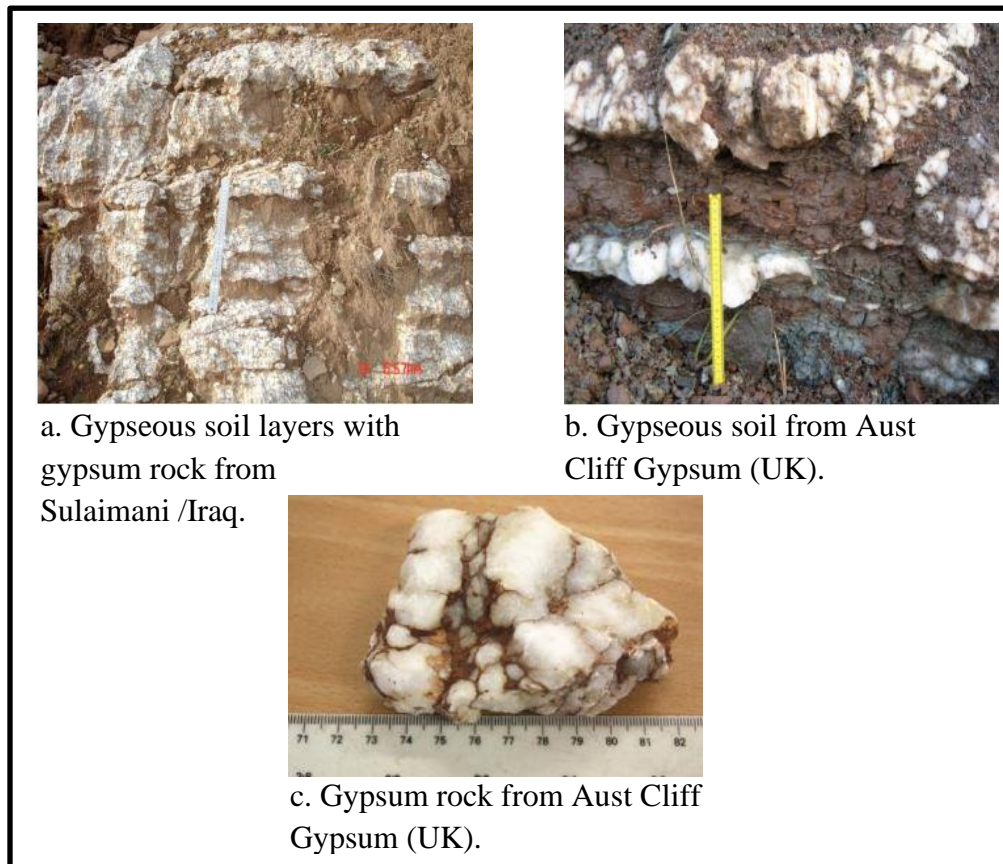 a. Gypseous soil layers with
gypsum rock from
Sulaimani /Iraq.
b. Gypseous soil from Aust
Cliff Gypsum (UK).
71 72 73 74 75 76 77 78 79 80 81 82
c. Gypsum rock from Aust Cliff
Gypsum (UK).